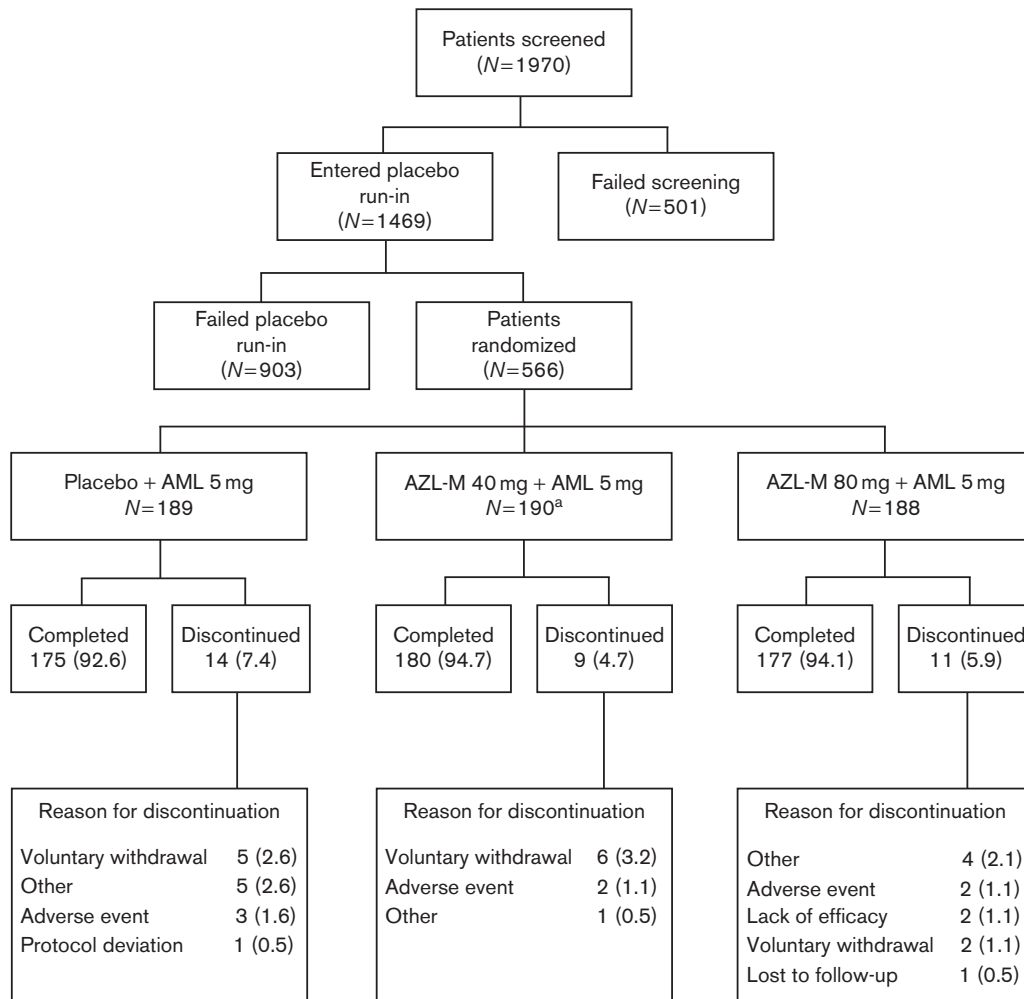 Patients screened
(N=1970)
Entered placebo
run-in
(N=1469)
Failed screening
(N=501)
Failed placebo
run-in
(N=903)
Patients
randomized
(N=566)
Placebo + AML 5 mg
N=189
AZL-M 40 mg + AML 5 mg
N=190a
AZL-M 80 mg + AML 5 mg
N=188
Completed
175 (92.6)
Discontinued
14 (7.4)
Completed
180 (94.7)
Discontinued
9 (4.7)
Completed
177 (94.1)
Discontinued
11 (5.9)
Reason for discontinuation
Voluntary withdrawal 5 (2.6)
Other 5 (2.6)
Adverse event 3 (1.6)
Protocol deviation 1 (0.5)
Reason for discontinuation
Voluntary withdrawal 6 (3.2)
Adverse event 2 (1.1)
Other 1 (0.5)
Reason for discontinuation
Other 4 (2.1)
Adverse event 2 (1.1)
Lack of efficacy 2 (1.1)
Voluntary withdrawal 2 (1.1)
Lost to follow-up 1 (0.5)